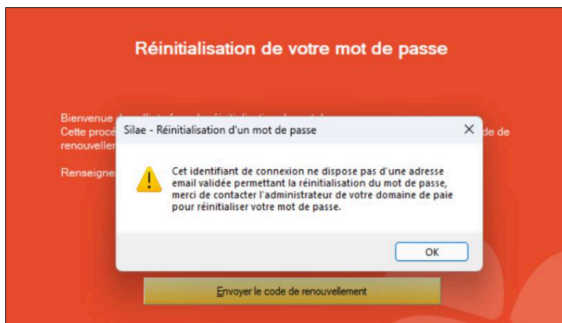 Réinitialisation de votre mot de passe
Bienvenue
Silae - Réinitialisation d'un mot de passe
Cette procé
de de
renouveller
Cet identifiant de connexion ne dispose pas d'une adresse
Renseigne
email validée permettant la réinitialisation du mot de passe,
merci de contacter l'administrateur de votre domaine de paie
pour réinitialiser votre mot de passe.
OK
Envoyer le code de renouvellement